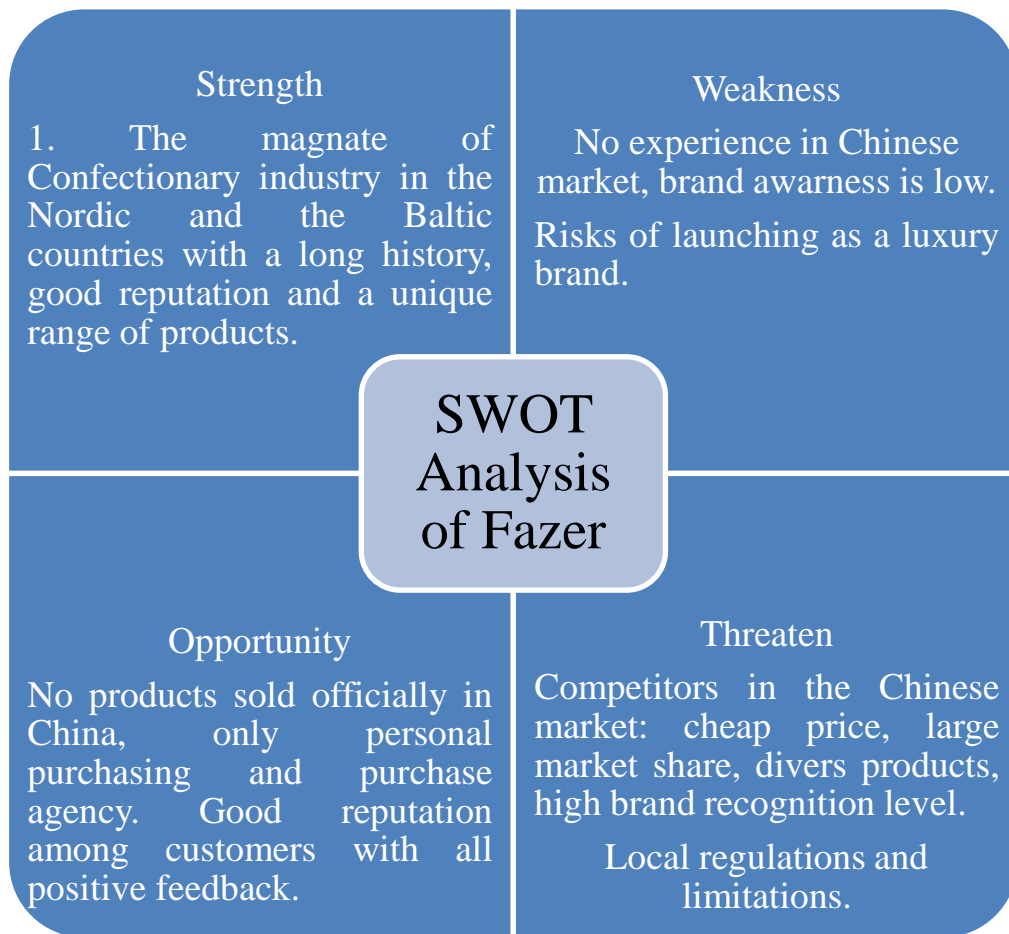 Strength
1. The magnate of
Confectionary industry in the
Nordic and the Baltic
countries with a long history,
good reputation and a unique
range of products.
Weakness
No experience in Chinese
market, brand awarness is low.
Risks of launching as a luxury
brand.
SWOT
Analysis
of Fazer
Opportunity
No products sold officially in
China, only personal
purchasing and purchase
agency. Good reputation
among customers with all
positive feedback.
Threaten
Competitors in the Chinese
market: cheap price, large
market share, divers products,
high brand recognition level.
Local regulations and
limitations.